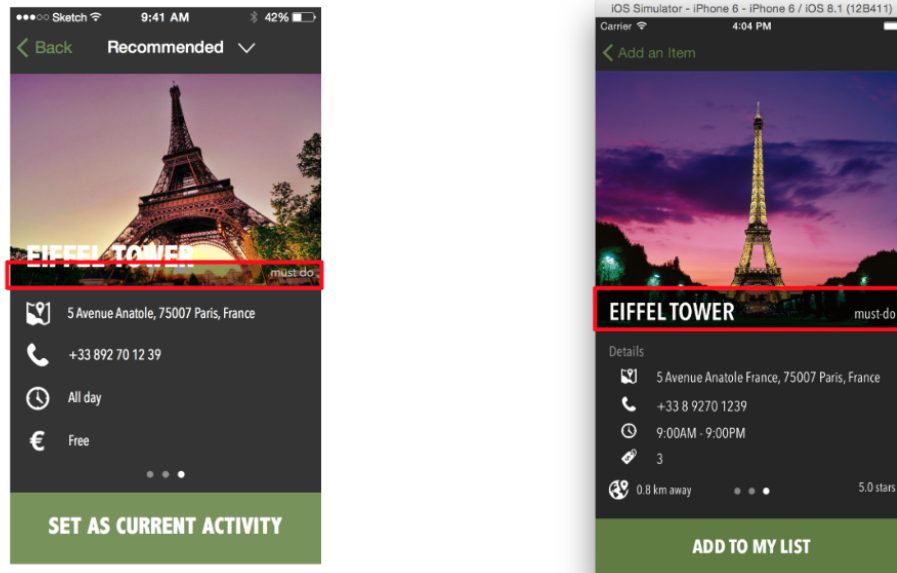 Sketch 9:41 AM 42%
Back Recommended
EIFFEL TOWER
must do
5 Avenue Anatole, 75007 Paris, France
+33 892 70 12 39
All day
Free
SET AS CURRENT ACTIVITY
iOS Simulator - iPhone 6 - iPhone 6 / iOS 8.1 (12B411)
Carrier 4:04 PM
Add an Item
EIFFEL TOWER must-do
Details
5 Avenue Anatole France, 75007 Paris, France
+33 8 9270 1239
9:00AM - 9:00PM
3
0.8 km away 5.0 stars
ADD TO MY LIST